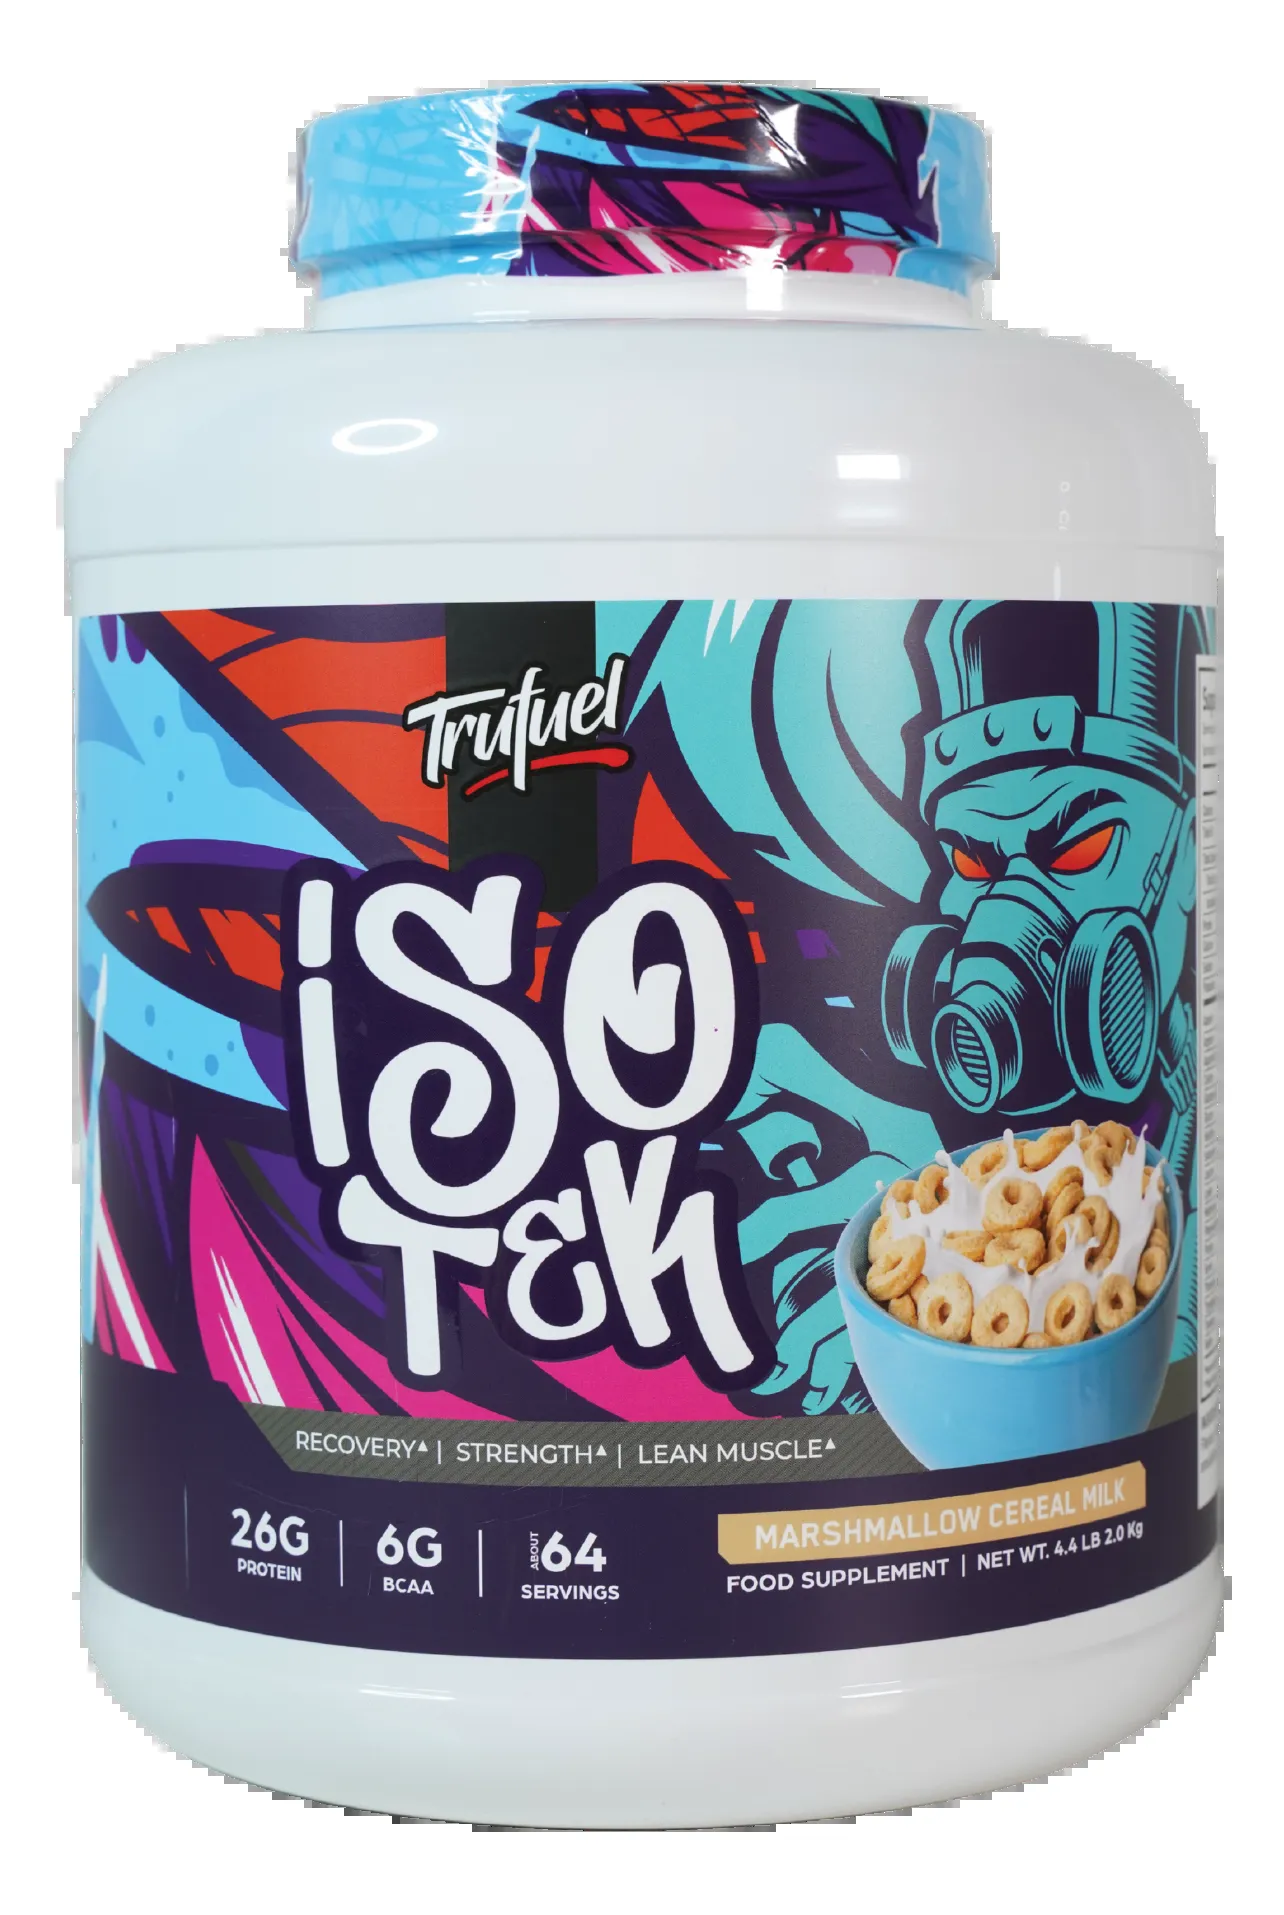 Trufuel
iSO
TEK
RECOVERY▲ | STRENGTH▲ | LEAN MUSCLE▲
26G
PROTEIN
6G
BCAA
ABOUT
64
SERVINGS
MARSHMALLOW CEREAL MILK
FOOD SUPPLEMENT | NET WT. 4.4 LB 2.0 Kg